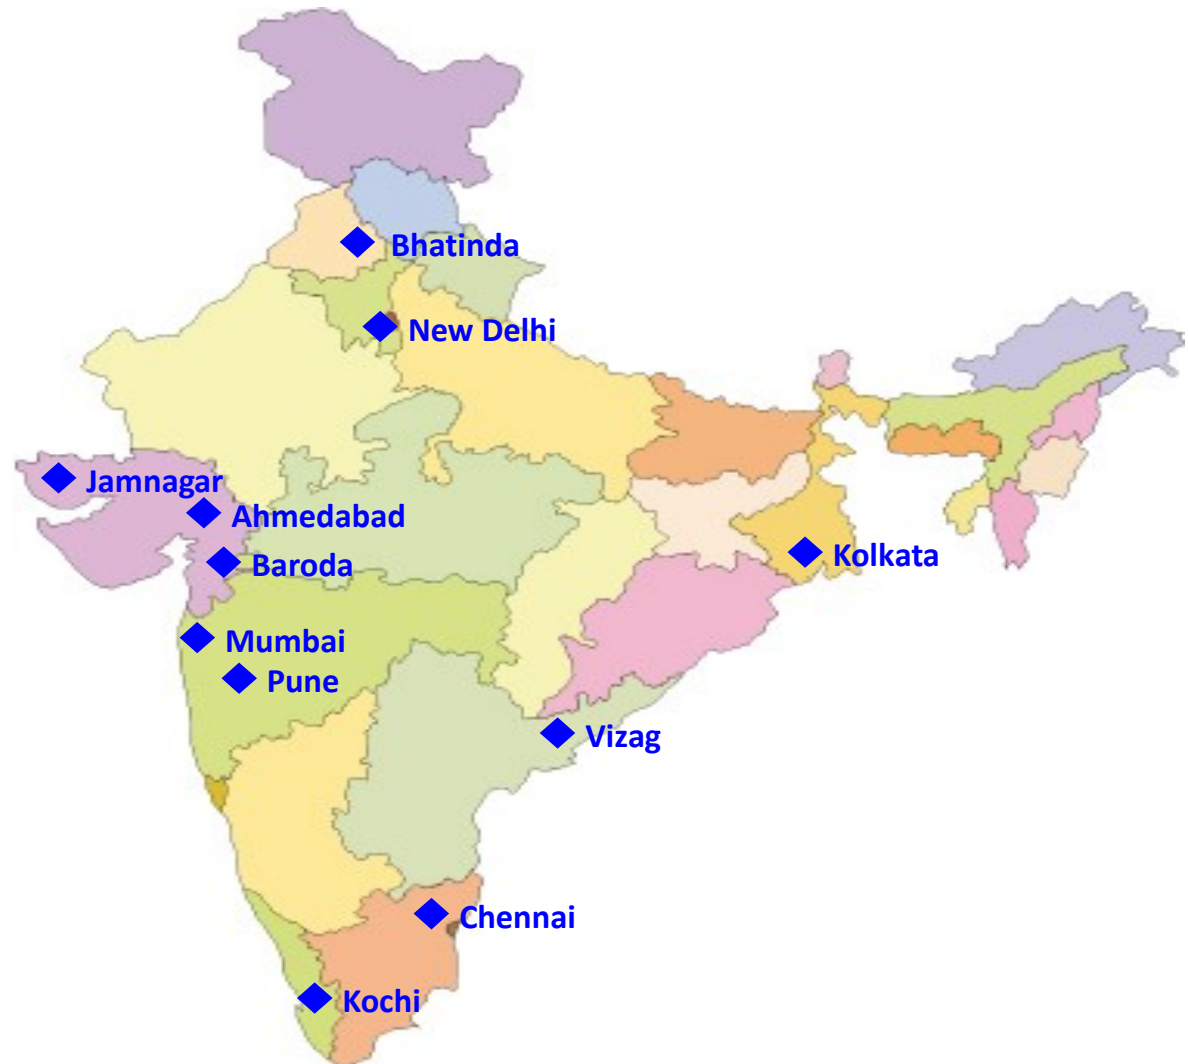 Bhatinda
New Delhi
Jamnagar
Ahmedabad
Baroda
Kolkata
Mumbai
Pune
Vizag
Chennai
Kochi